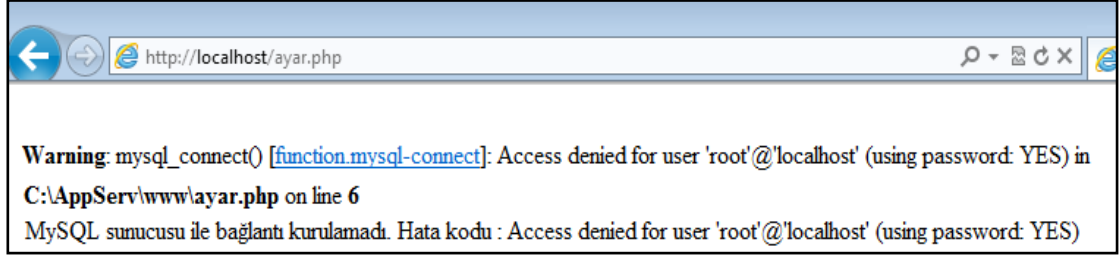 http://localhost/ayar.php
Warning: mysql_connect() [function.mysql-connect]: Access denied for user 'root'@'localhost' (using password: YES) in
C:\AppServ\www\ayar.php on line 6
MySQL sunucusu ile bağlantı kurulamadı. Hata kodu : Access denied for user 'root'@'localhost' (using password: YES)